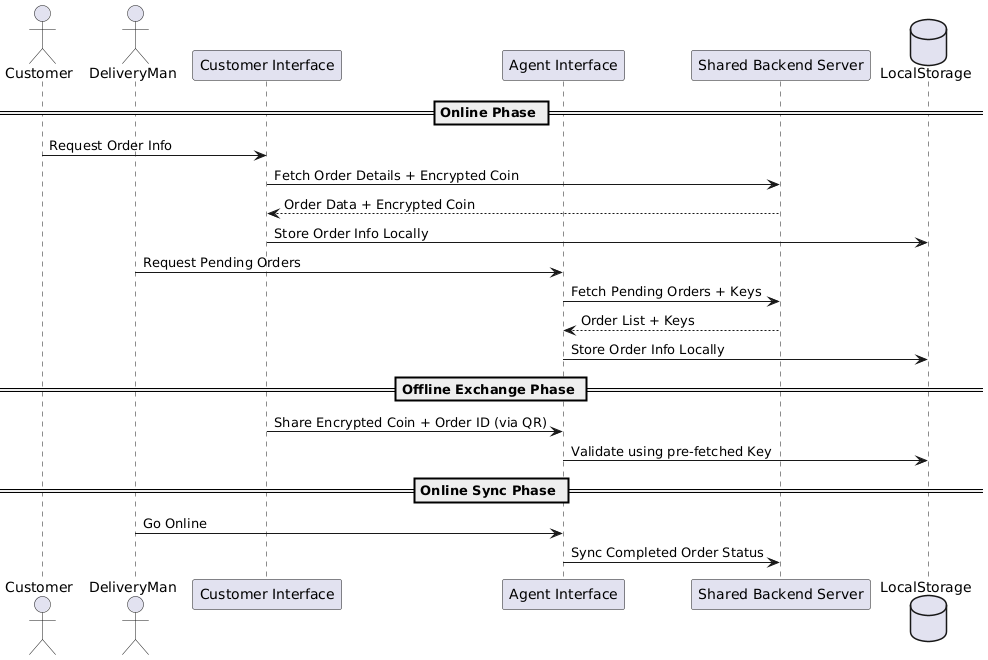 Customer
DeliveryMan
Customer Interface
Agent Interface
Shared Backend Server
LocalStorage
Online Phase
Request Order Info
Fetch Order Details + Encrypted Coin
Order Data + Encrypted Coin
Store Order Info Locally
Request Pending Orders
Fetch Pending Orders + Keys
Order List + Keys
Store Order Info Locally
Offline Exchange Phase
Share Encrypted Coin + Order ID (via QR)
Validate using pre-fetched Key
Online Sync Phase
Go Online
Sync Completed Order Status
Customer
DeliveryMan
Customer Interface
Agent Interface
Shared Backend Server
LocalStorage